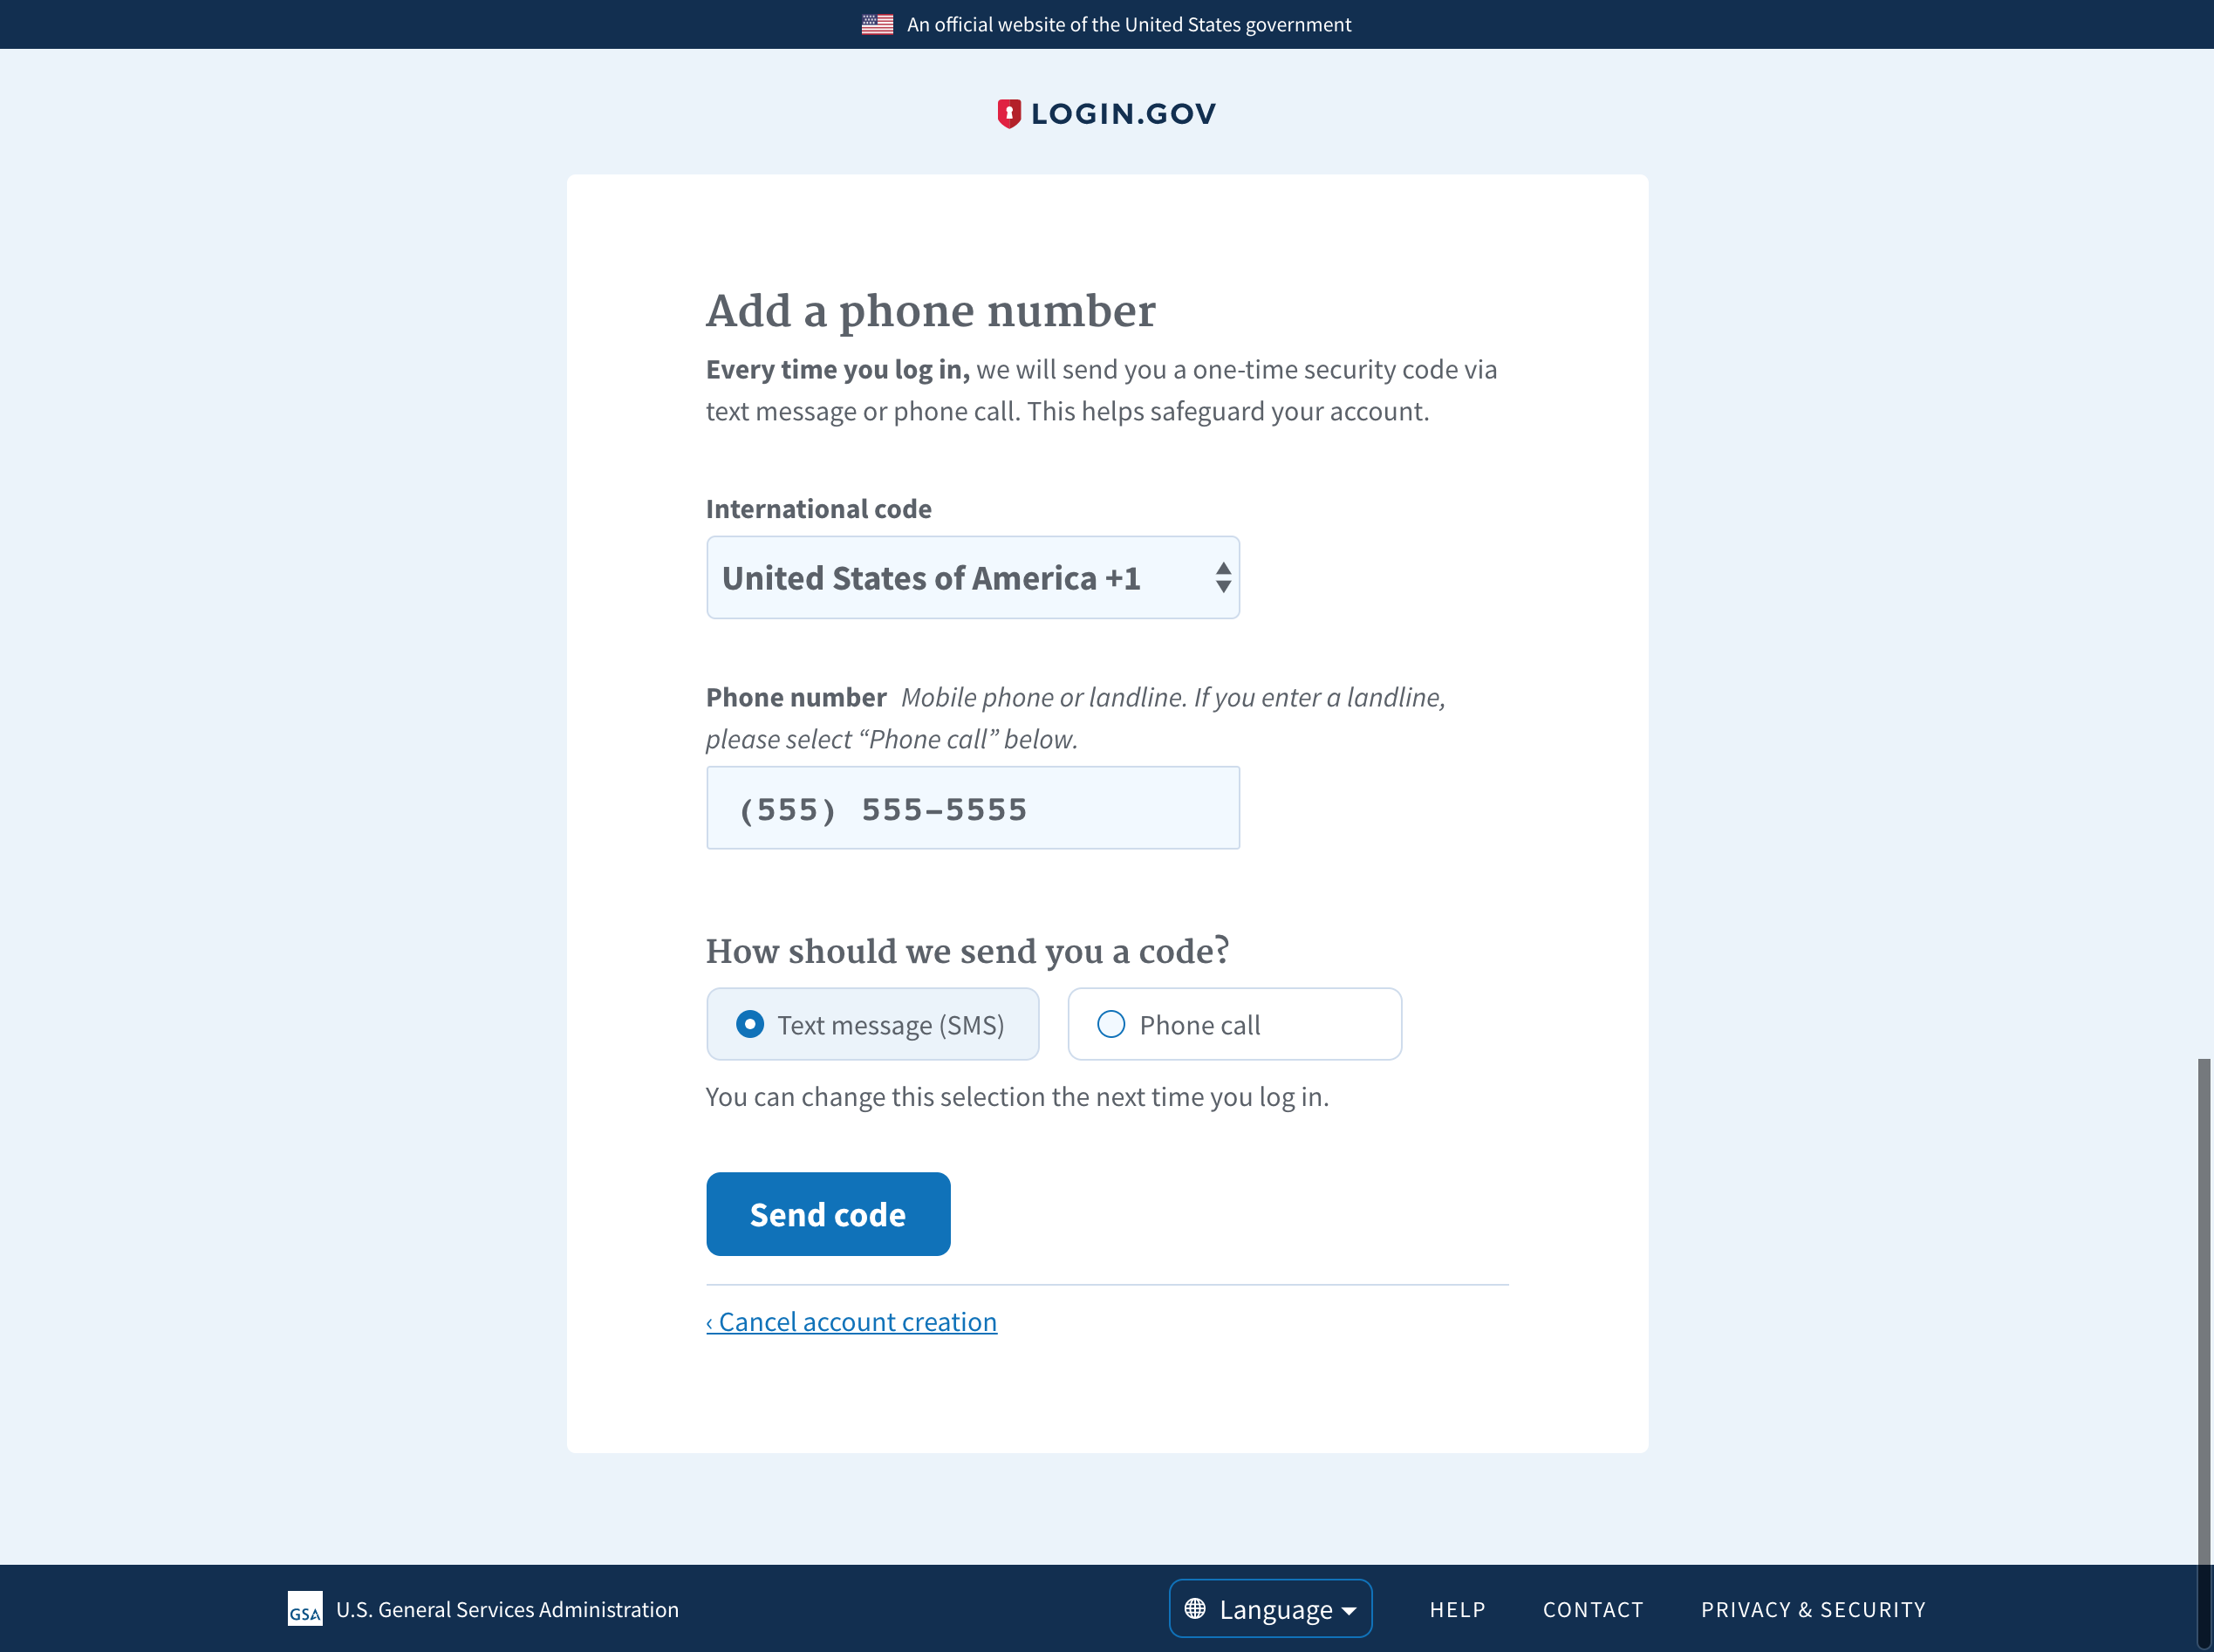 An official website of the United States government
LOGIN.GOV
Add a phone number
Every time you log in, we will send you a one-time security code via
text message or phone call. This helps safeguard your account.
International code
United States of America +1
Phone number Mobile phone or landline. If you enter a landline,
please select “Phone call” below.
(555) 555-5555
How should we send you a code?
Text message (SMS) Phone call
You can change this selection the next time you log in.
Send code
‹ Cancel account creation
GSA U.S. General Services Administration Language HELP CONTACT PRIVACY & SECURITY